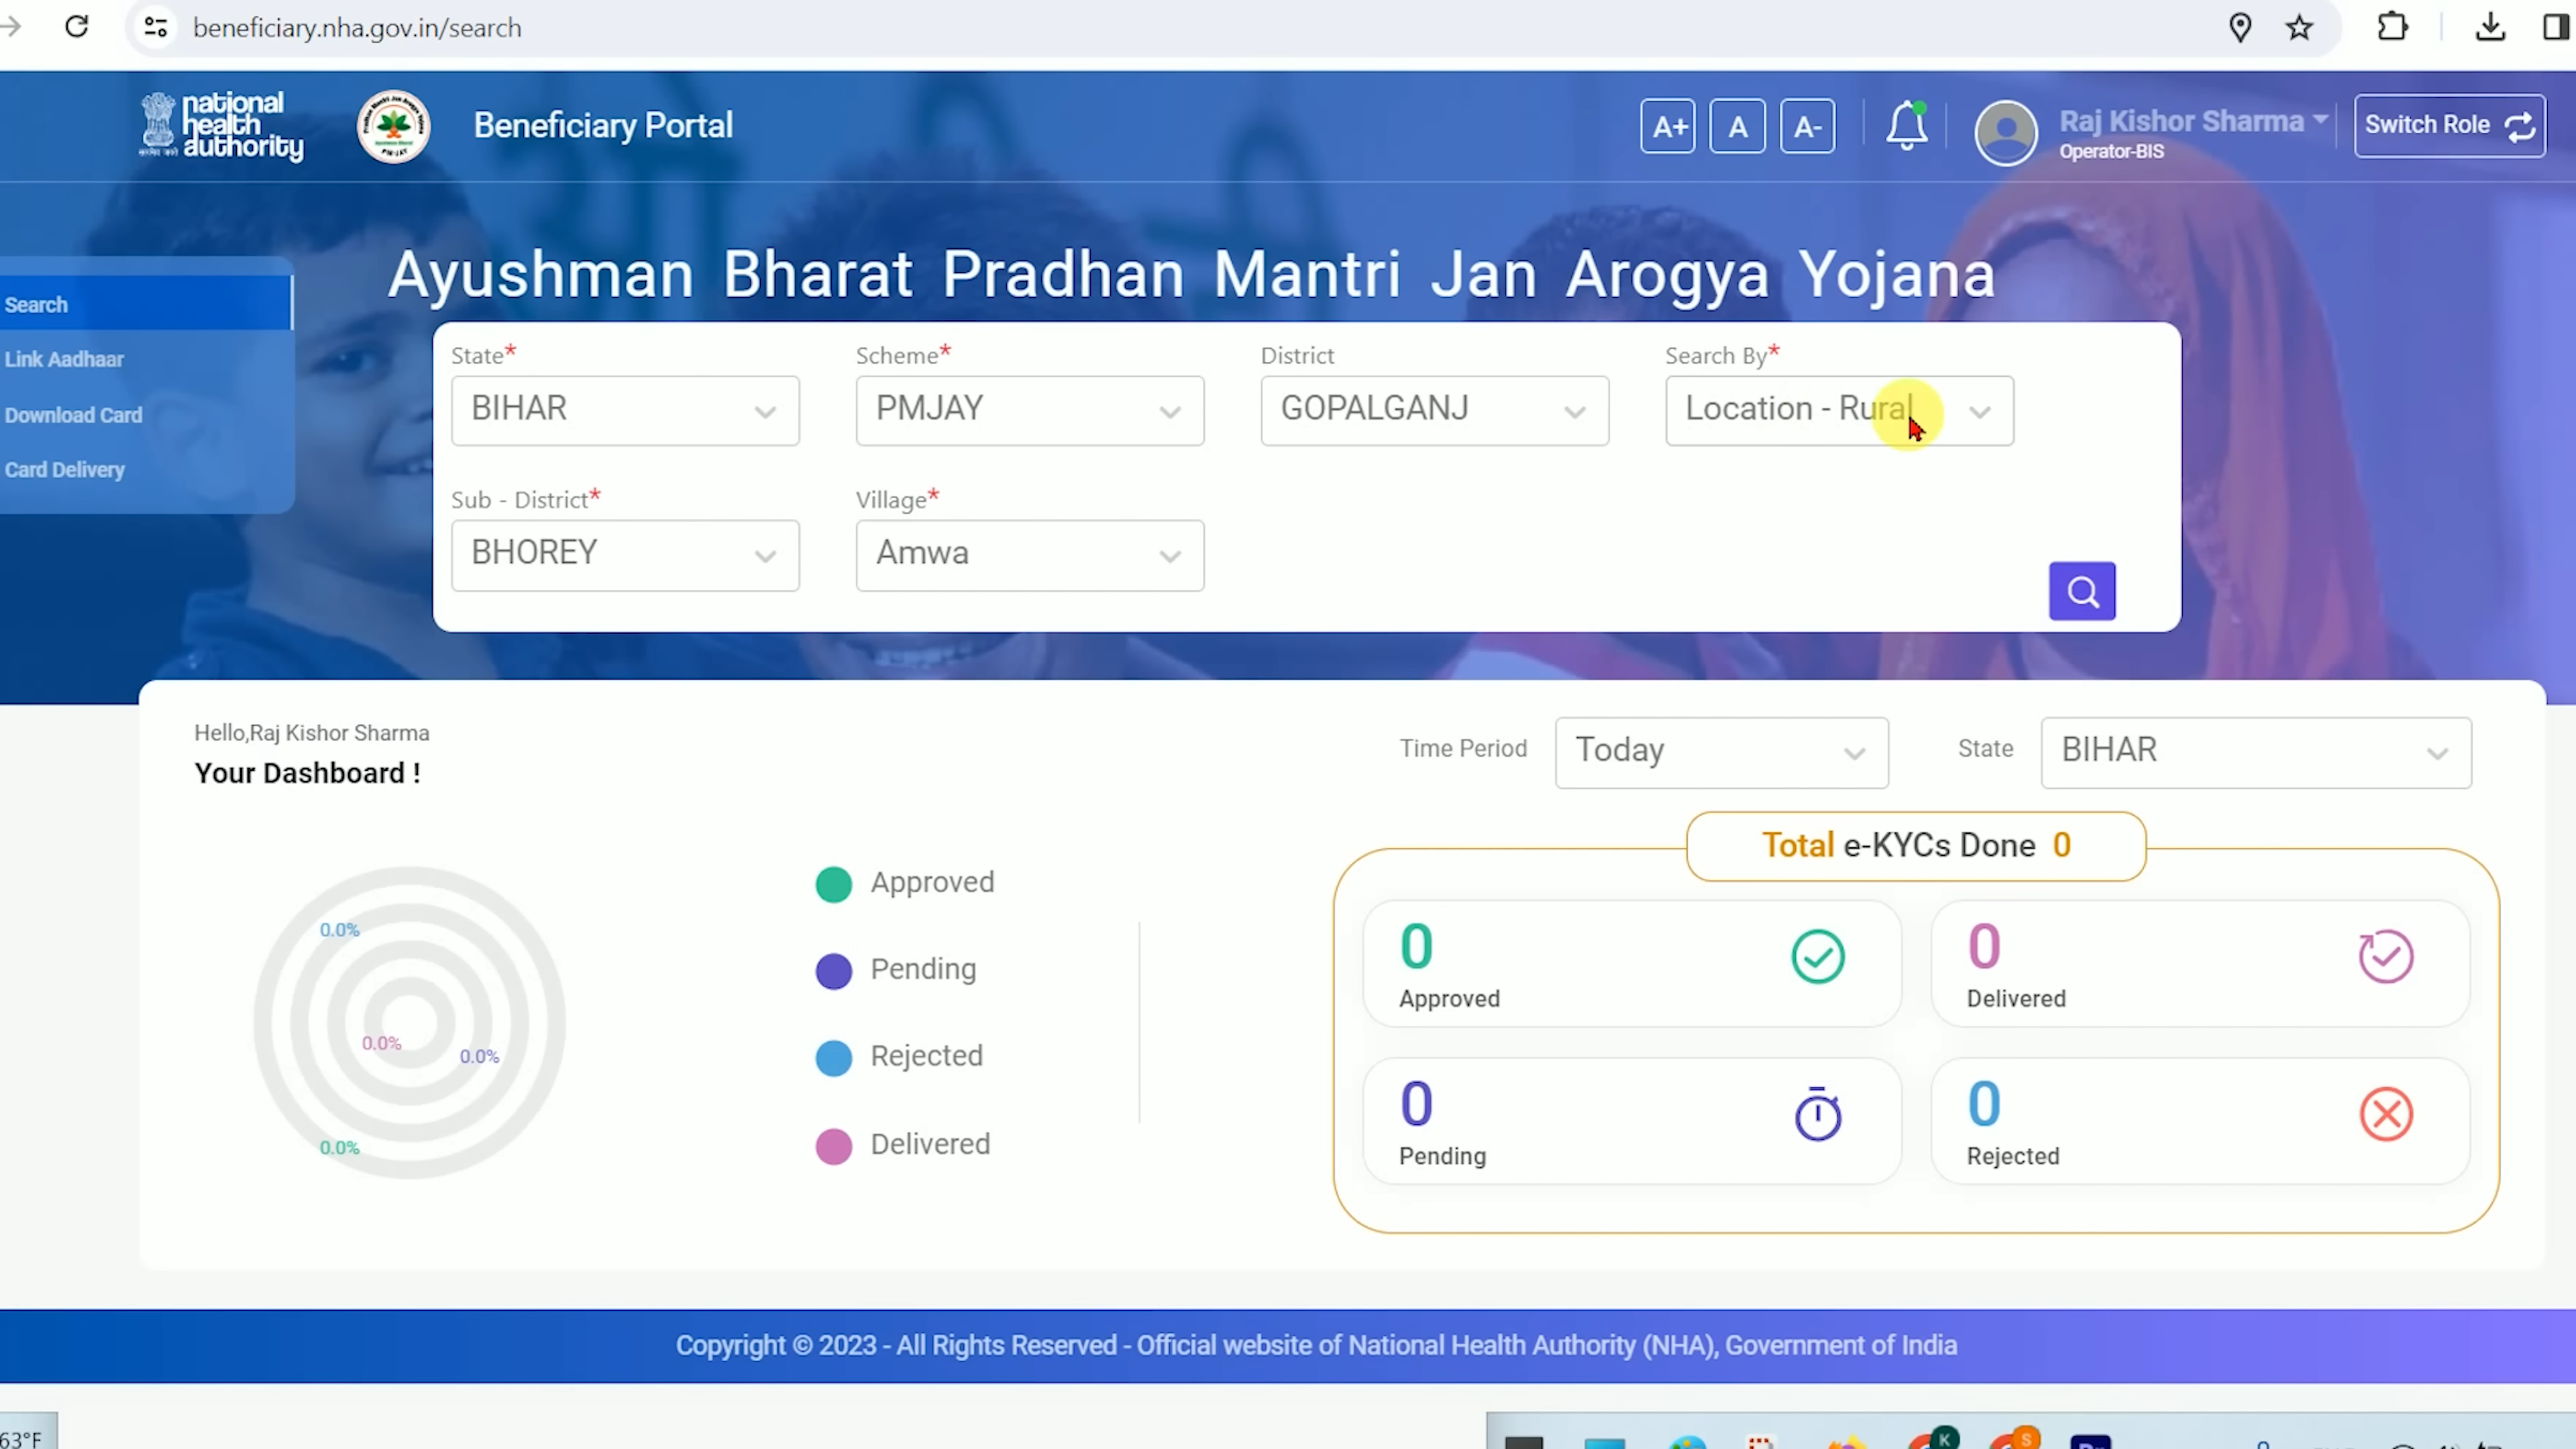 beneficiary.nha.gov.in/search
national
health
authority
Beneficiary Portal
A+ A A-
Raj Kishor Sharma
Operator-BIS
Switch Role
Ayushman Bharat Pradhan Mantri Jan Arogya Yojana
Search
Link Aadhaar
Download Card
Card Delivery
State* Scheme* District Search By*
BIHAR PMJAY GOPALGANJ Location - Rural
Sub - District* Village*
BHOREY Amwa
Hello,Raj Kishor Sharma
Your Dashboard !
Time Period Today State BIHAR
Total e-KYCs Done 0
0.0%
0.0%
0.0%
0.0%
Approved
Pending
Rejected
Delivered
0
Approved
0
Delivered
0
Pending
0
Rejected
Copyright © 2023 - All Rights Reserved - Official website of National Health Authority (NHA), Government of India
63°F
K
S